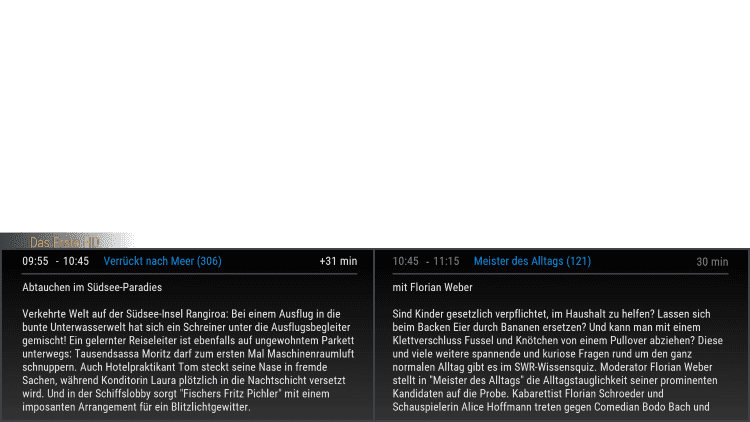 Das Erste HD
09:55 - 10:45 Verrückt nach Meer (306) +31 min
Abtauchen im Südsee-Paradies
Verkehrte Welt auf der Südsee-Insel Rangiroa: Bei einem Ausflug in die
bunte Unterwasserwelt hat sich ein Schreiner unter die Ausflugsbegleiter
gemischt! Ein gelernter Reiseleiter ist ebenfalls auf ungewohntem Parkett
unterwegs: Tausendsassa Moritz darf zum ersten Mal Maschinenraumluft
schnuppern. Auch Hotelpraktikant Tom steckt seine Nase in fremde
Sachen, während Konditorin Laura plötzlich in die Nachtschicht versetzt
wird. Und in der Schiffslobby sorgt "Fischers Fritz Pichler" mit einem
imposanten Arrangement für ein Blitzlichtgewitter.
10:45 - 11:15 Meister des Alltags (121) 30 min
mit Florian Weber
Sind Kinder gesetzlich verpflichtet, im Haushalt zu helfen? Lassen sich
beim Backen Eier durch Bananen ersetzen? Und kann man mit einem
Klettverschluss Fussel und Knötchen von einem Pullover abziehen? Diese
und viele weitere spannende und kuriose Fragen rund um den ganz
normalen Alltag gibt es im SWR-Wissensquiz. Moderator Florian Weber
stellt in "Meister des Alltags" die Alltagstauglichkeit seiner prominenten
Kandidaten auf die Probe. Kabarettist Florian Schroeder und
Schauspielerin Alice Hoffmann treten gegen Comedian Bodo Bach und